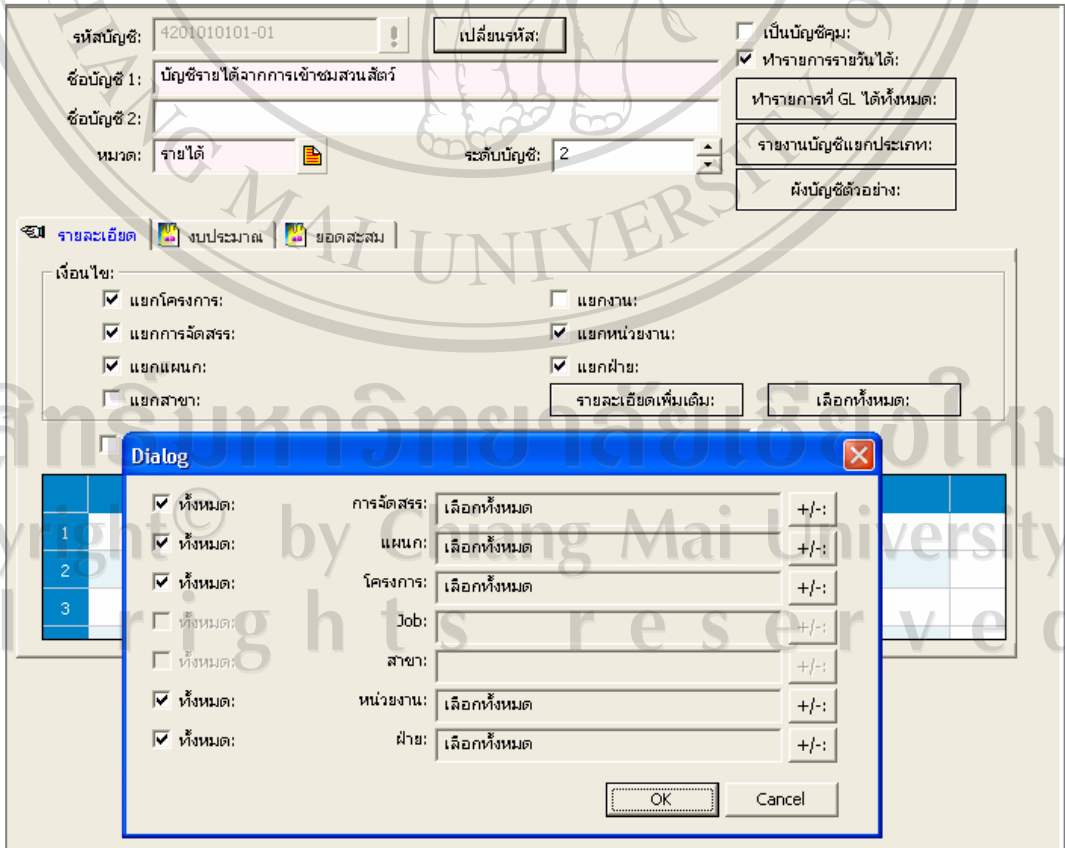 รหัสบัญชี: 4201010101-01 เปลี่ยนรหัส: เป็นบัญชีคุม:
ทำรายการรายวันได้:
ชื่อบัญชี 1: บัญชีรายได้จากการเข้าชมสวนสัตว์
ทำรายการที่ GL ได้ทั้งหมด:
ชื่อบัญชี 2:
หมวด: รายได้ ระดับบัญชี: 2 รายงานบัญชีแยกประเภท:
ผังบัญชีตัวอย่าง:
รายละเอียด งบประมาณ ยอดสะสม
เงื่อนไข:
แยกโครงการ: แยกงาน:
แยกการจัดสรร: แยกหน่วยงาน:
แยกแผนก: แยกฝ่าย:
แยกสาขา: รายละเอียดเพิ่มเติม: เลือกทั้งหมด:
Dialog
ทั้งหมด: การจัดสรร: เลือกทั้งหมด +/-:
1 ทั้งหมด: แผนก: เลือกทั้งหมด +/-:
2 ทั้งหมด: โครงการ: เลือกทั้งหมด +/-:
3 ทั้งหมด: Job: +/-:
ทั้งหมด: สาขา: +/-:
ทั้งหมด: หน่วยงาน: เลือกทั้งหมด +/-:
ทั้งหมด: ฝ่าย: เลือกทั้งหมด +/-:
OK Cancel
ANG MAI UNIVERSITY
สิทธิ์มหาวิทยาลัยเชียงใหม่
yright© by Chiang Mai University
l rights reserved